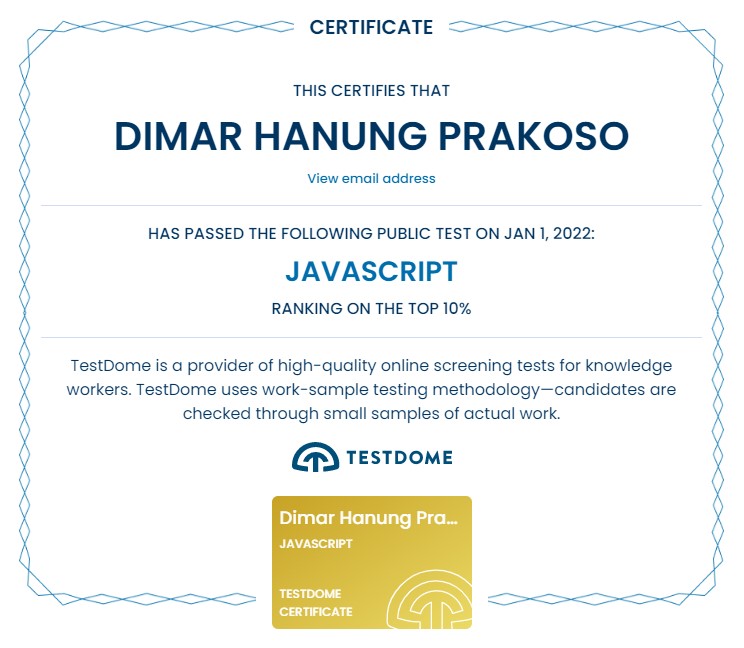 CERTIFICATE
THIS CERTIFIES THAT
DIMAR HANUNG PRAKOSO
View email address
HAS PASSED THE FOLLOWING PUBLIC TEST ON JAN 1, 2022:
JAVASCRIPT
RANKING ON THE TOP 10%
TestDome is a provider of high-quality online screening tests for knowledge
workers. TestDome uses work-sample testing methodology—candidates are
checked through small samples of actual work.
TESTDOME
Dimar Hanung Pra...
JAVASCRIPT
TESTDOME
CERTIFICATE